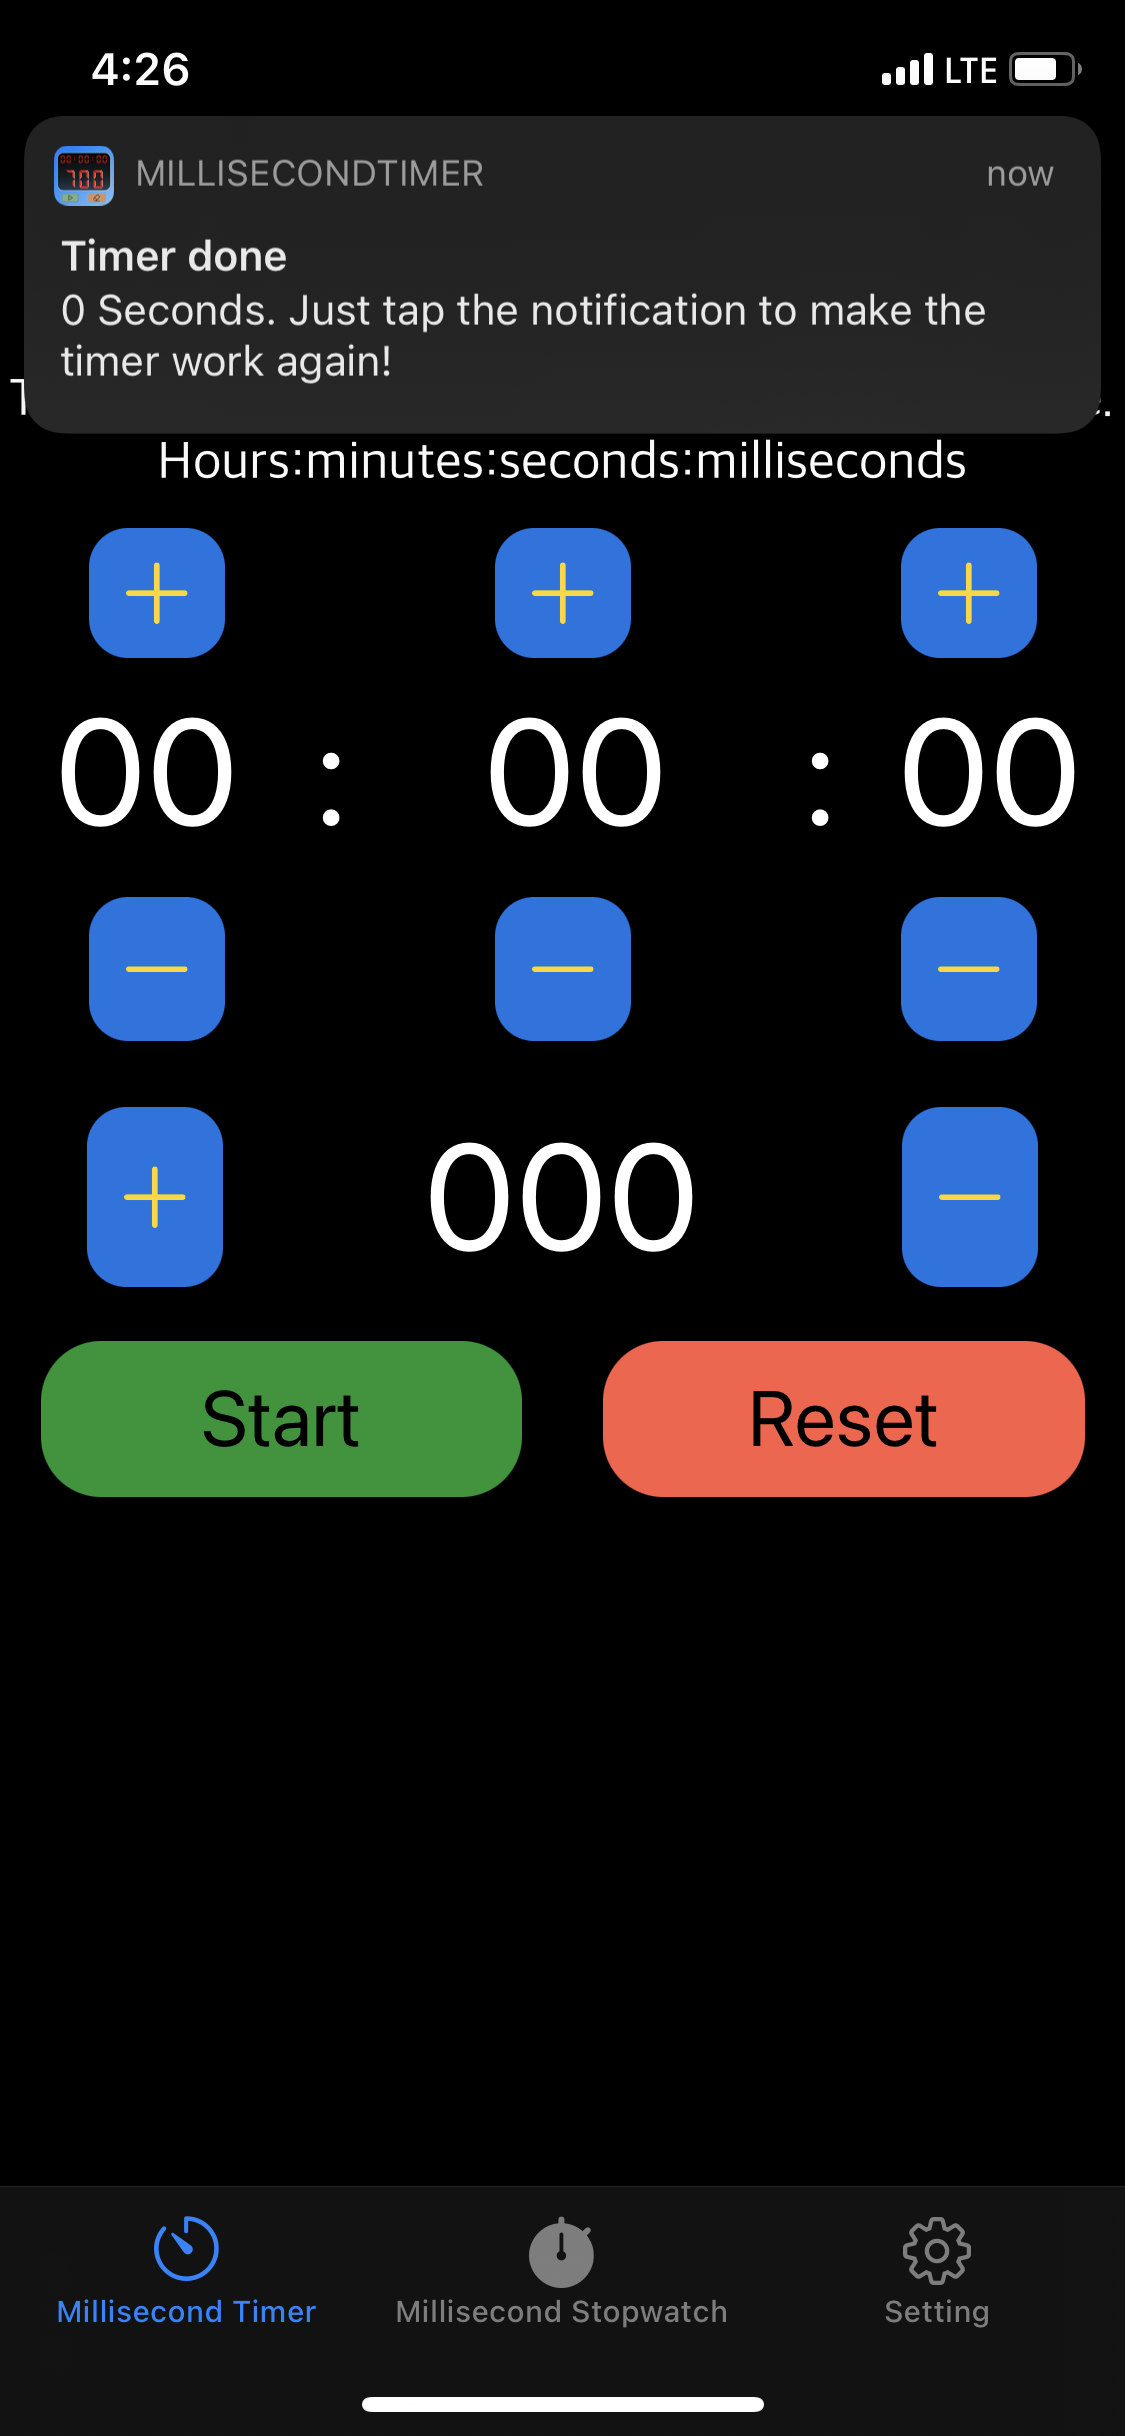 4:26 LTE
MILLISECONDTIMER now
Timer done
0 Seconds. Just tap the notification to make the
timer work again!
Hours:minutes:seconds:milliseconds
+ + +
00 : 00 : 00
— — —
+ 000 —
Start Reset
Millisecond Timer Millisecond Stopwatch Setting